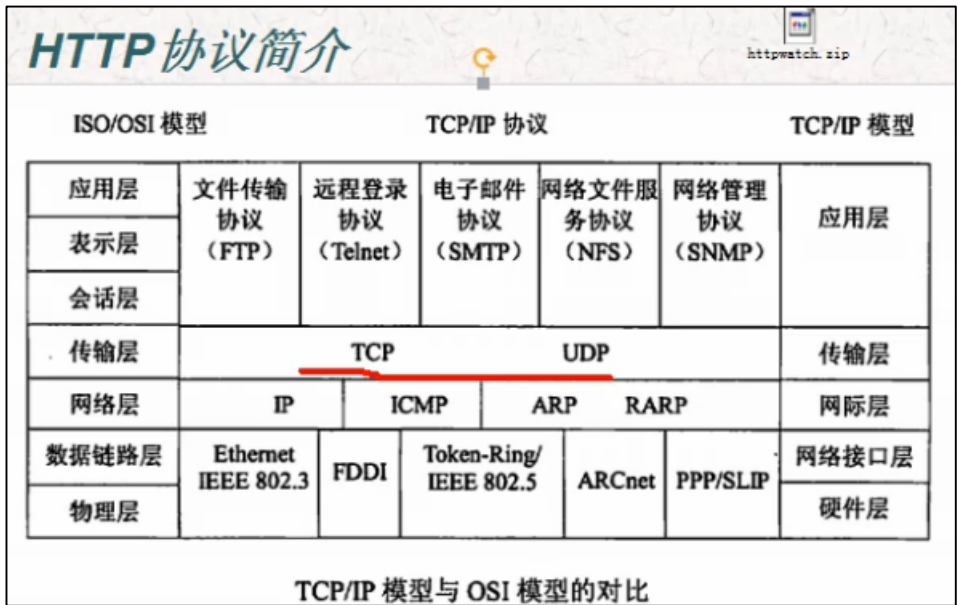 HTTP协议简介
httpwatch.zip
ISO/OSI 模型
TCP/IP 协议
TCP/IP 模型
应用层
表示层
会话层
文件传输
协议
（FTP）
远程登录
协议
（Telnet）
电子邮件
协议
（SMTP）
网络文件服
务协议
（NFS）
网络管理
协议
（SNMP）
应用层
传输层
TCP
UDP
传输层
网络层
IP
ICMP
ARP
RARP
网际层
数据链路层
物理层
Ethernet
IEEE 802.3
FDDI
Token-Ring/
IEEE 802.5
ARCnet
PPP/SLIP
网络接口层
硬件层
TCP/IP 模型与 OSI 模型的对比